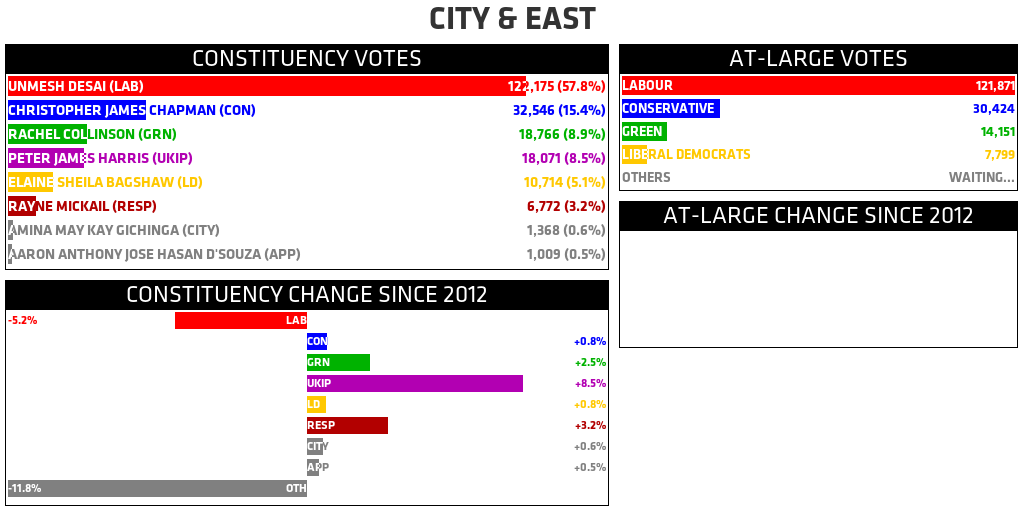 CITY & EAST
CONSTITUENCY VOTES
UNMESH DESAI (LAB) 122,175 (57.8%)
CHRISTOPHER JAMES CHAPMAN (CON) 32,546 (15.4%)
RACHEL COLLINSON (GRN) 18,766 (8.9%)
PETER JAMES HARRIS (UKIP) 18,071 (8.5%)
ELAINE SHEILA BAGSHAW (LD) 10,714 (5.1%)
RAYNE MICKAIL (RESP) 6,772 (3.2%)
AMINA MAY KAY GICHINGA (CITY) 1,368 (0.6%)
AARON ANTHONY JOSE HASAN D'SOUZA (APP) 1,009 (0.5%)
CONSTITUENCY CHANGE SINCE 2012
-5.2% LAB
CON +0.8%
GRN +2.5%
UKIP +8.5%
LD +0.8%
RESP +3.2%
CITY +0.6%
APP +0.5%
-11.8% OTH
AT-LARGE VOTES
LABOUR 121,871
CONSERVATIVE 30,424
GREEN 14,151
LIBERAL DEMOCRATS 7,799
OTHERS WAITING...
AT-LARGE CHANGE SINCE 2012